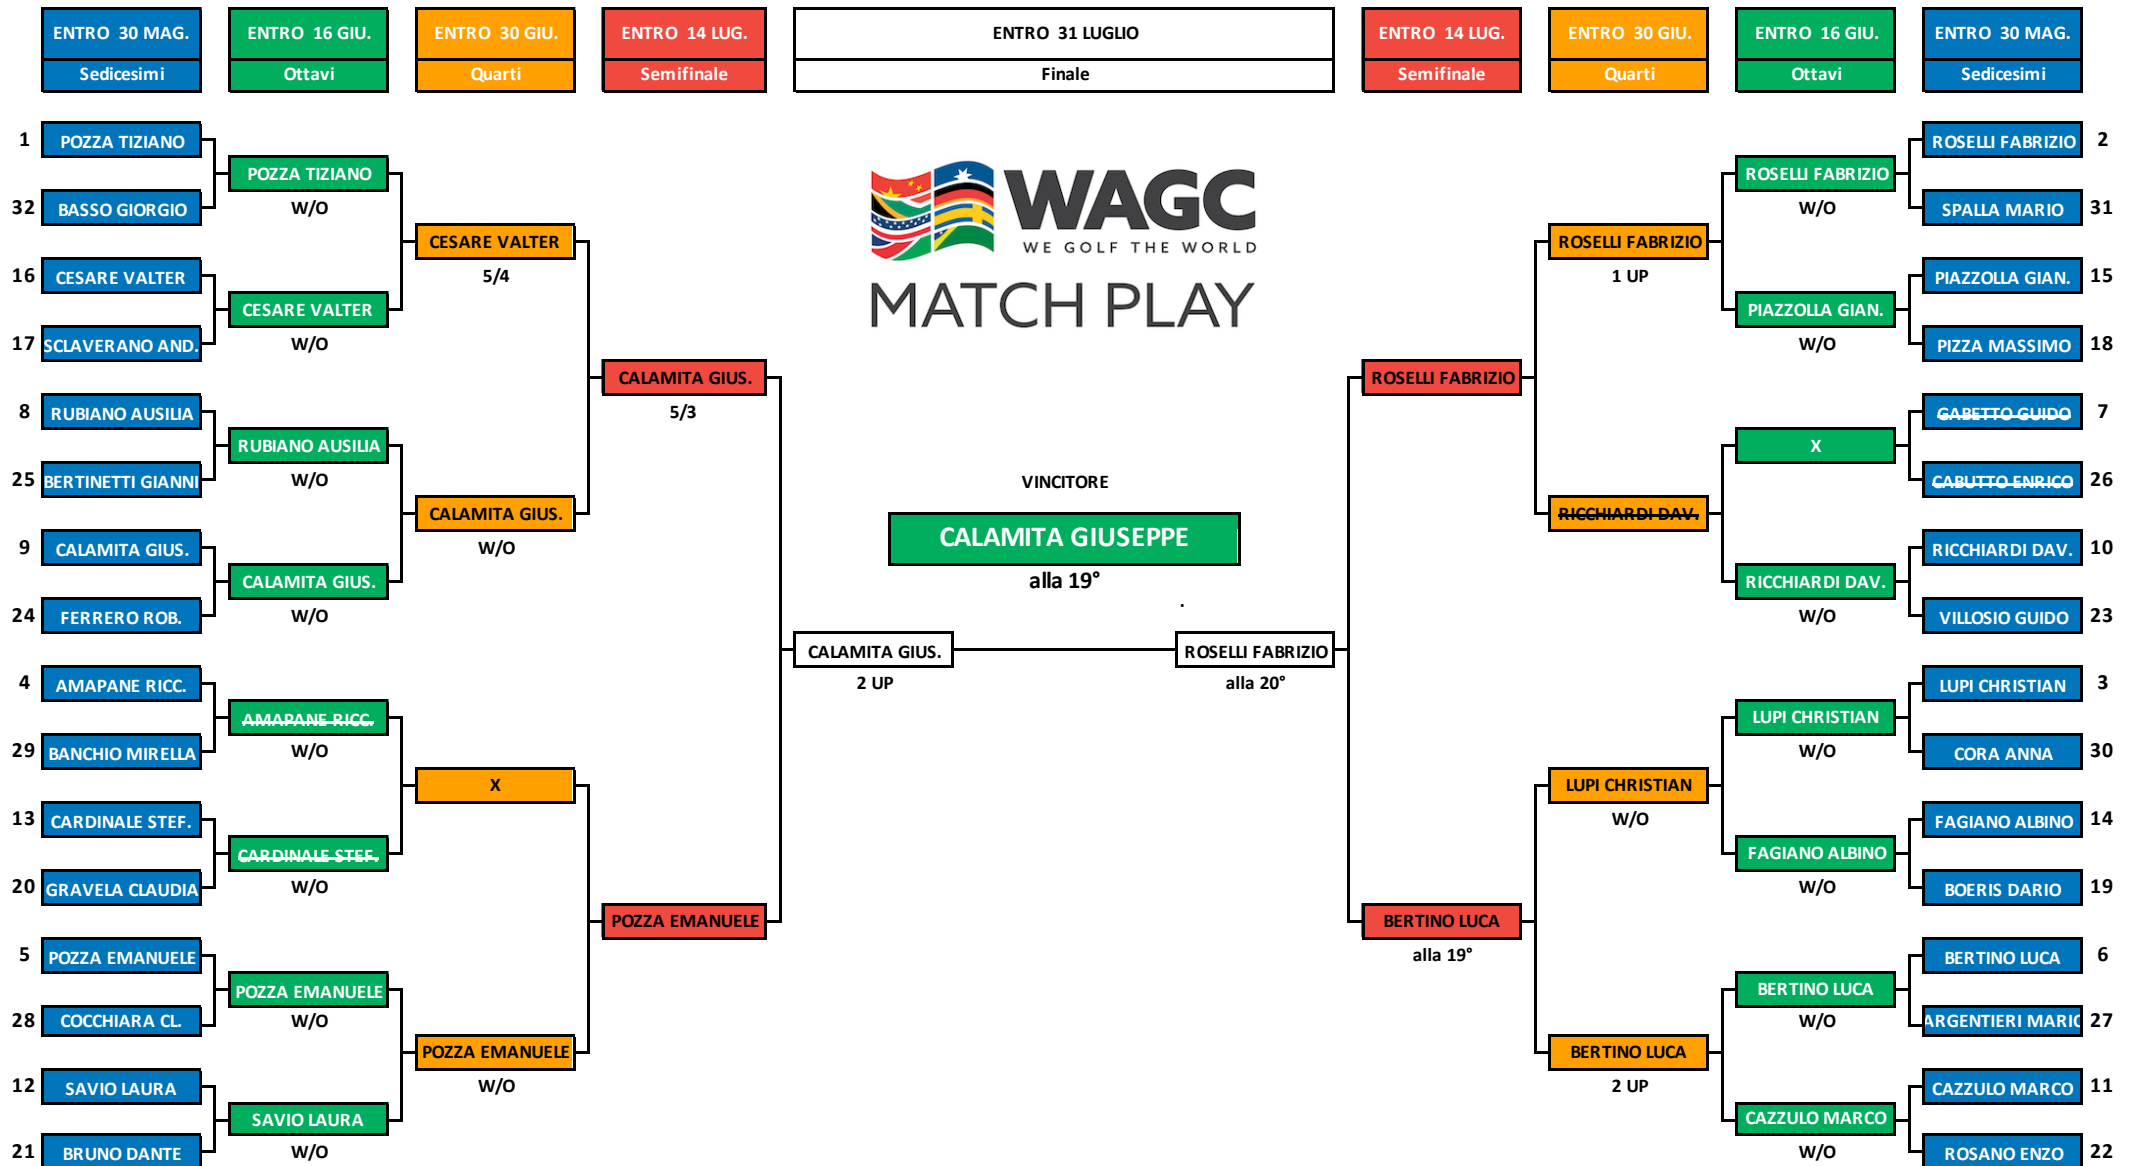 ENTRO 30 MAG. ENTRO 16 GIU. ENTRO 30 GIU. ENTRO 14 LUG. ENTRO 31 LUGLIO ENTRO 14 LUG. ENTRO 30 GIU. ENTRO 16 GIU. ENTRO 30 MAG.
Sedicesimi Ottavi Quarti Semifinale Finale Semifinale Quarti Ottavi Sedicesimi
1 POZZA TIZIANO ROSELLI FABRIZIO 2
POZZA TIZIANO ROSELLI FABRIZIO
32 BASSO GIORGIO W/O W/O SPALLA MARIO 31
WAGC
WE GOLF THE WORLD
CESARE VALTER ROSELLI FABRIZIO
16 CESARE VALTER 5/4 1 UP PIAZZOLLA GIAN. 15
MATCH PLAY
CESARE VALTER PIAZZOLLA GIAN.
17 SCLAVERANO AND. W/O W/O PIZZA MASSIMO 18
CALAMITA GIUS. ROSELLI FABRIZIO
8 RUBIANO AUSILIA 5/3 GABETTO GUIDO 7
RUBIANO AUSILIA X
25 BERTINETTI GIANNI W/O VINCITORE CABUTTO ENRICO 26
CALAMITA GIUS. RICCHIARDI DAV.
CALAMITA GIUSEPPE
9 CALAMITA GIUS. W/O RICCHIARDI DAV. 10
CALAMITA GIUS. alla 19° RICCHIARDI DAV.
.
24 FERRERO ROB. W/O W/O VILLOSIO GUIDO 23
CALAMITA GIUS. ROSELLI FABRIZIO
4 AMAPANE RICC. 2 UP alla 20° LUPI CHRISTIAN 3
AMAPANE RICC. LUPI CHRISTIAN
29 BANCHIO MIRELLA W/O W/O CORA ANNA 30
X LUPI CHRISTIAN
13 CARDINALE STEF. W/O FAGIANO ALBINO 14
CARDINALE STEF. FAGIANO ALBINO
20 GRAVELA CLAUDIA W/O W/O BOERIS DARIO 19
POZZA EMANUELE BERTINO LUCA
5 POZZA EMANUELE alla 19° BERTINO LUCA 6
POZZA EMANUELE BERTINO LUCA
28 COCCHIARA CL. W/O W/O ARGENTIERI MARIO 27
POZZA EMANUELE BERTINO LUCA
12 SAVIO LAURA W/O 2 UP CAZZULO MARCO 11
SAVIO LAURA CAZZULO MARCO
21 BRUNO DANTE W/O W/O ROSANO ENZO 22